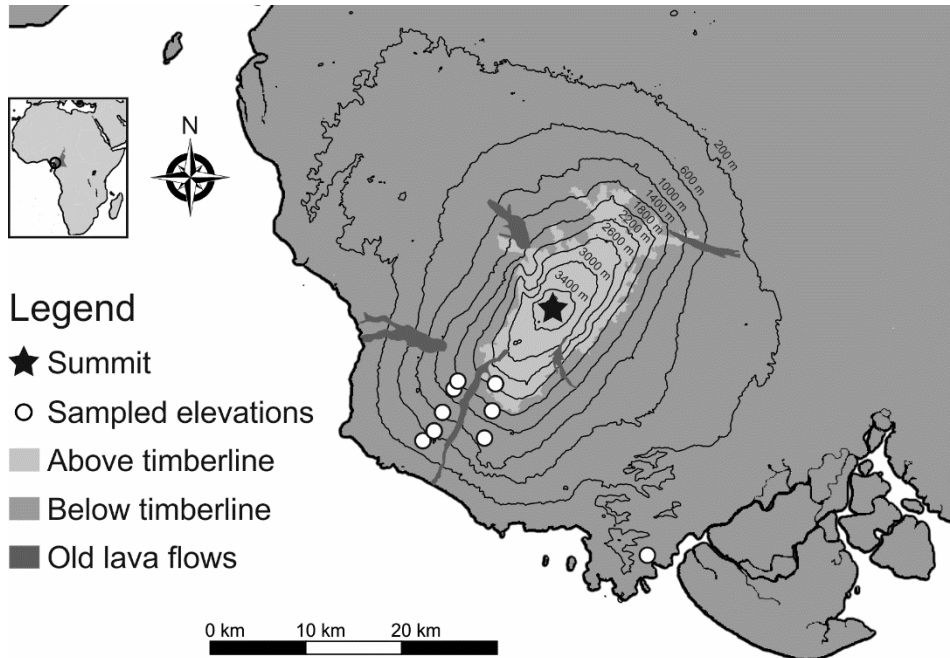 N
200 m
600 m
1000 m
1400 m
1800 m
2200 m
2600 m
3000 m
3400 m
Legend
Summit
Sampled elevations
Above timberline
Below timberline
Old lava flows
0 km 10 km 20 km